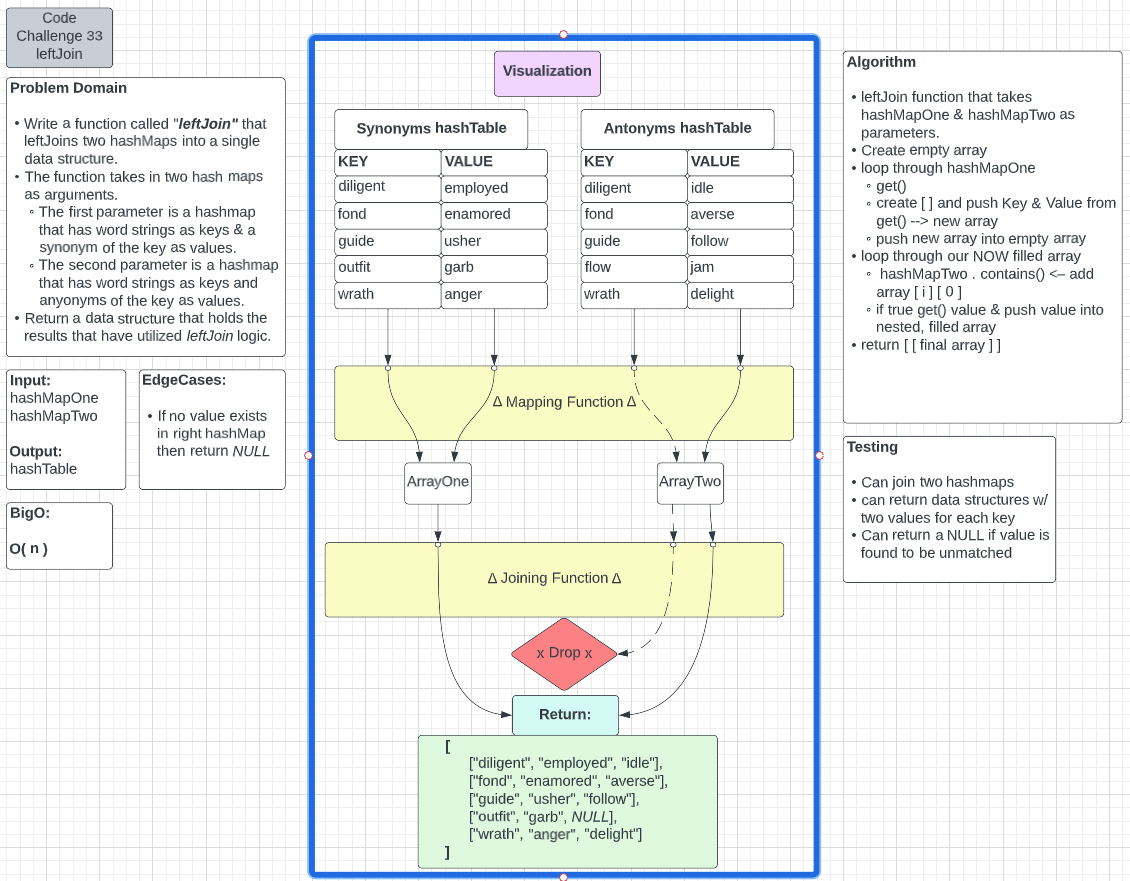 Code
Challenge 33
leftJoin
Problem Domain
• Write a function called "leftJoin" that
leftJoins two hashMaps into a single
data structure.
• The function takes in two hash maps
as arguments.
◦ The first parameter is a hashmap
that has word strings as keys & a
synonym of the key as values.
◦ The second parameter is a hashmap
that has word strings as keys and
anyonyms of the key as values.
• Return a data structure that holds the
results that have utilized leftJoin logic.
Input:
hashMapOne
hashMapTwo
Output:
hashTable
EdgeCases:
• If no value exists
in right hashMap
then return NULL
BigO:
O( n )
Visualization
Synonyms hashTable
KEY VALUE
diligent employed
fond enamored
guide usher
outfit garb
wrath anger
Antonyms hashTable
KEY VALUE
diligent idle
fond averse
guide follow
flow jam
wrath delight
Δ Mapping Function Δ
ArrayOne
ArrayTwo
Δ Joining Function Δ
x Drop x
Return:
[
["diligent", "employed", "idle"],
["fond", "enamored", "averse"],
["guide", "usher", "follow"],
["outfit", "garb", NULL],
["wrath", "anger", "delight"]
]
Algorithm
• leftJoin function that takes
hashMapOne & hashMapTwo as
parameters.
• Create empty array
• loop through hashMapOne
◦ get()
◦ create [ ] and push Key & Value from
get() --> new array
◦ push new array into empty array
• loop through our NOW filled array
◦ hashMapTwo . contains() <– add
array [ i ] [ 0 ]
◦ if true get() value & push value into
nested, filled array
• return [ [ final array ] ]
Testing
• Can join two hashmaps
• can return data structures w/
two values for each key
• Can return a NULL if value is
found to be unmatched